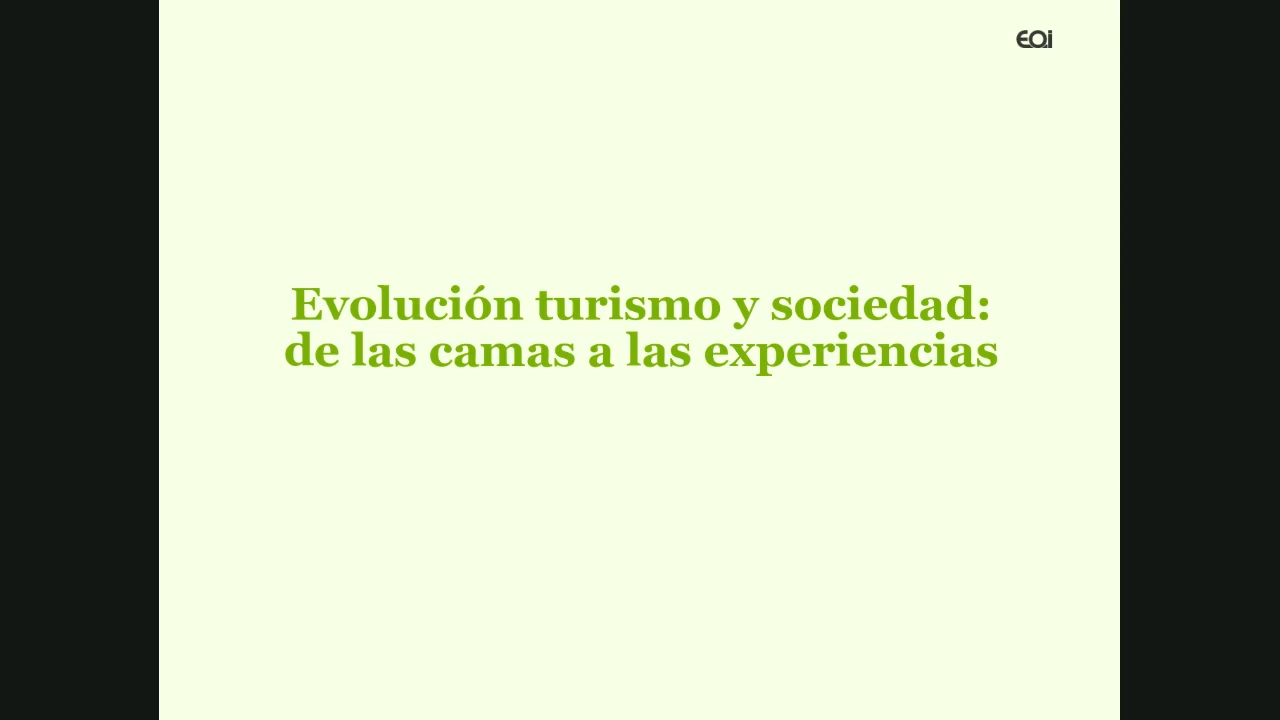 EOi
Evolución turismo y sociedad:
de las camas a las experiencias